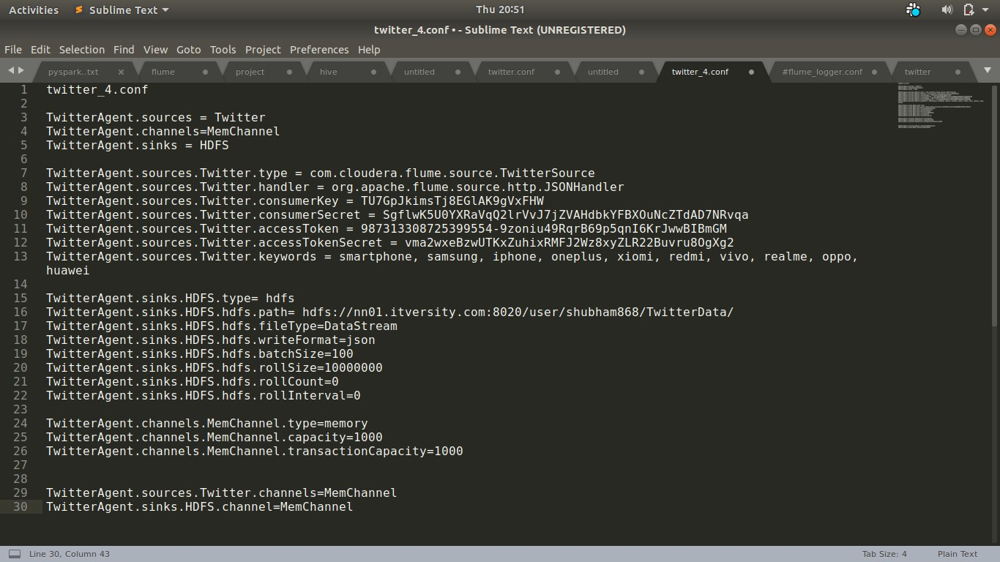 Activities Sublime Text Thu 20:51
twitter_4.conf • - Sublime Text (UNREGISTERED)
File Edit Selection Find View Goto Tools Project Preferences Help
pyspark..txt flume project hive untitled twitter.conf untitled twitter_4.conf #flume_logger.conf twitter
1 twitter_4.conf
2
3 TwitterAgent.sources = Twitter
4 TwitterAgent.channels=MemChannel
5 TwitterAgent.sinks = HDFS
6
7 TwitterAgent.sources.Twitter.type = com.cloudera.flume.source.TwitterSource
8 TwitterAgent.sources.Twitter.handler = org.apache.flume.source.http.JSONHandler
9 TwitterAgent.sources.Twitter.consumerKey = TU7GpJkimsTj8EGlAK9gVxFHW
10 TwitterAgent.sources.Twitter.consumerSecret = SgflwK5U0YXRaVqQ2lrVvJ7jZVAHdbkYFBXOuNcZTdAD7NRvqa
11 TwitterAgent.sources.Twitter.accessToken = 987313308725399554-9zoniu49RqrB69p5qnI6KrJwwBIBmGM
12 TwitterAgent.sources.Twitter.accessTokenSecret = vma2wxeBzwUTKxZuhixRMFJ2Wz8xyZLR22Buvru8OgXg2
13 TwitterAgent.sources.Twitter.keywords = smartphone, samsung, iphone, oneplus, xiomi, redmi, vivo, realme, oppo,
huawei
14
15 TwitterAgent.sinks.HDFS.type= hdfs
16 TwitterAgent.sinks.HDFS.hdfs.path= hdfs://nn01.itversity.com:8020/user/shubham868/TwitterData/
17 TwitterAgent.sinks.HDFS.hdfs.fileType=DataStream
18 TwitterAgent.sinks.HDFS.hdfs.writeFormat=json
19 TwitterAgent.sinks.HDFS.hdfs.batchSize=100
20 TwitterAgent.sinks.HDFS.hdfs.rollSize=10000000
21 TwitterAgent.sinks.HDFS.hdfs.rollCount=0
22 TwitterAgent.sinks.HDFS.hdfs.rollInterval=0
23
24 TwitterAgent.channels.MemChannel.type=memory
25 TwitterAgent.channels.MemChannel.capacity=1000
26 TwitterAgent.channels.MemChannel.transactionCapacity=1000
27
28
29 TwitterAgent.sources.Twitter.channels=MemChannel
30 TwitterAgent.sinks.HDFS.channel=MemChannel
Line 30, Column 43 Tab Size: 4 Plain Text